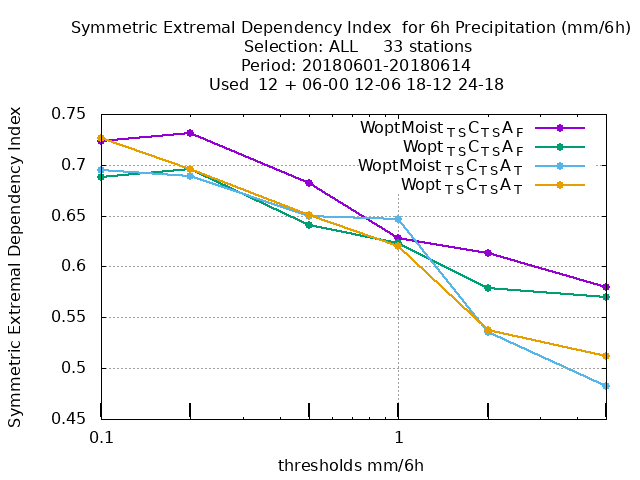 Symmetric Extremal Dependency Index  for 6h Precipitation (mm/6h)
Selection: ALL     33 stations
Period: 20180601-20180614
Used  12 + 06-00 12-06 18-12 24-18
Symmetric Extremal Dependency Index
0.75
0.7
0.65
0.6
0.55
0.5
0.45
WoptMoist TS C TS A F
Wopt TS C TS A F
WoptMoist TS C TS A T
Wopt TS C TS A T
0.1 1
thresholds mm/6h